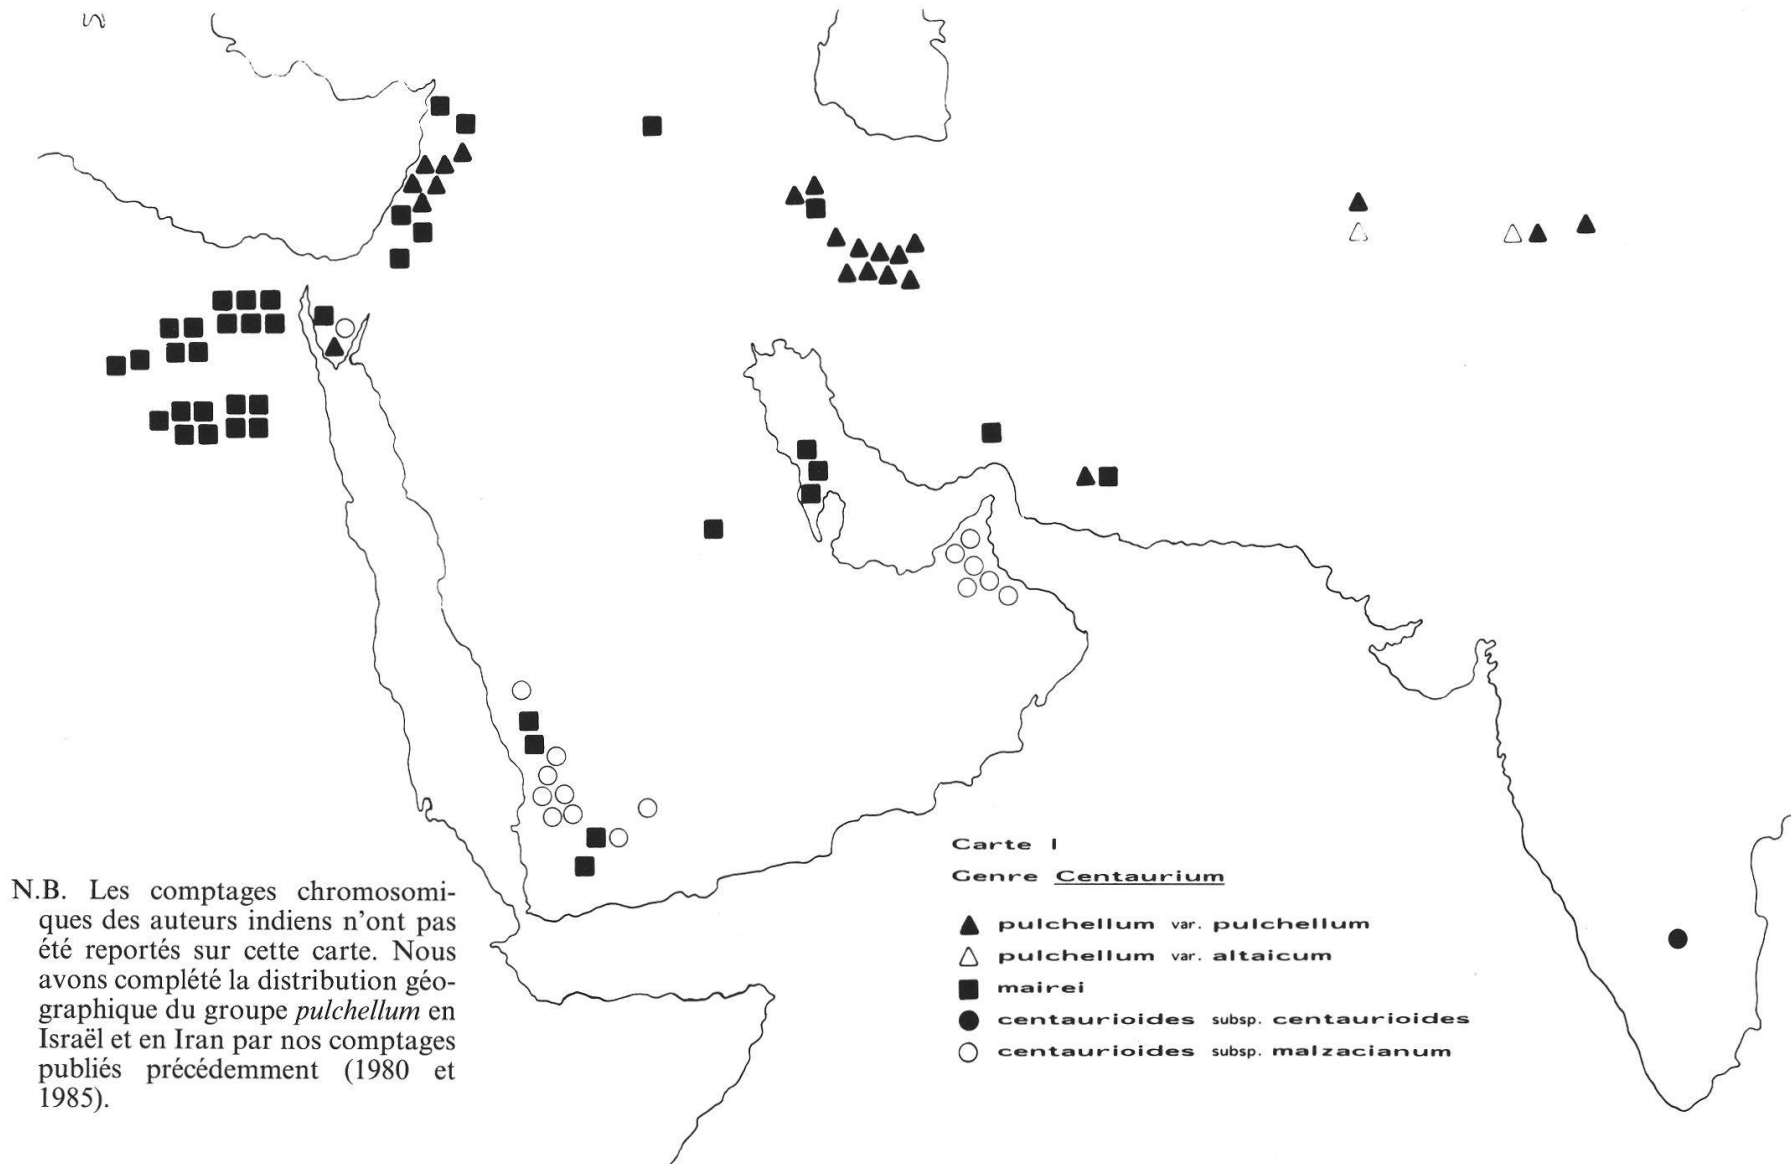 N.B. Les comptages chromosomi-
ques des auteurs indiens n'ont pas
été reportés sur cette carte. Nous
avons complété la distribution géo-
graphique du groupe pulchellum en
Israël et en Iran par nos comptages
publiés précédemment (1980 et
1985).
Carte I
Genre Centaurium
pulchellum var. pulchellum
pulchellum var. altaicum
mairei
centaurioides subsp. centaurioides
centaurioides subsp. malzacianum